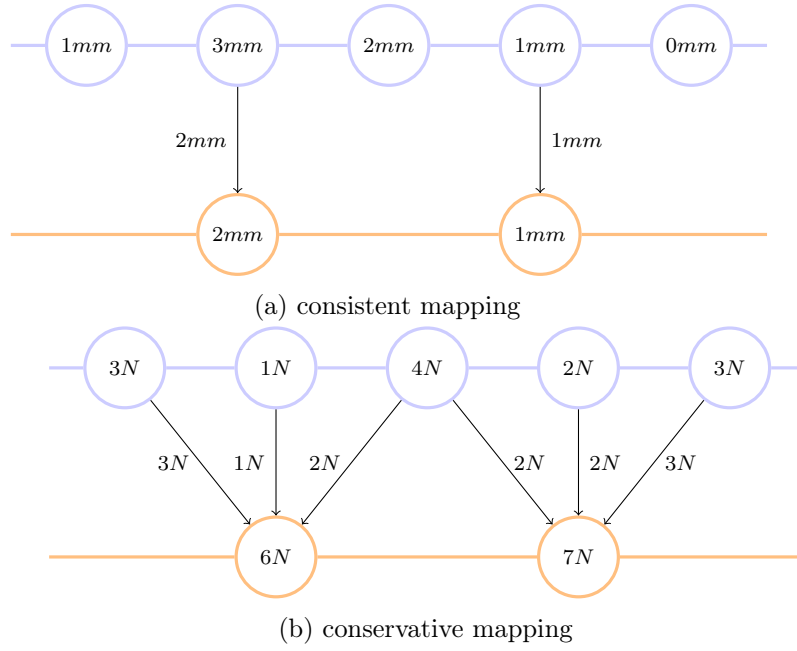 1mm 3mm 2mm 1mm 0mm
2mm 1mm
2mm 1mm
(a) consistent mapping
3N 1N 4N 2N 3N
3N 1N 2N 2N 2N 3N
6N 7N
(b) conservative mapping